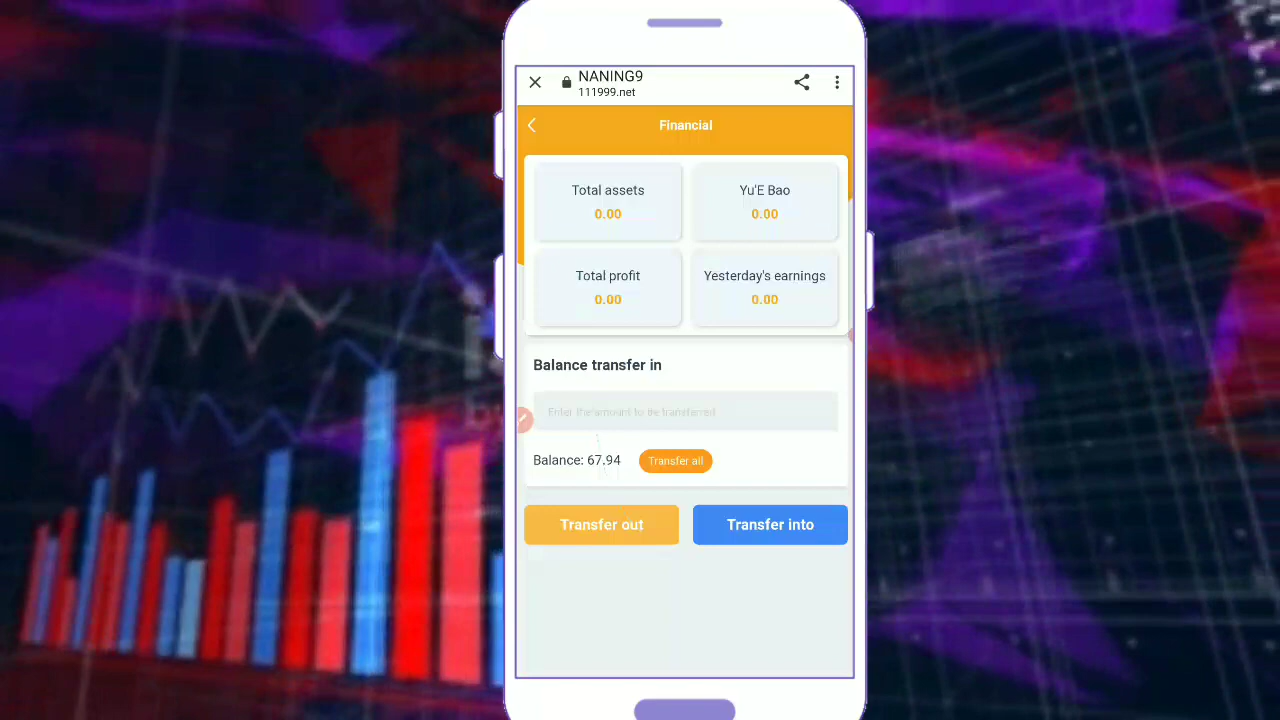 NANING9
111999.net
Financial
Total assets
0.00
Yu'E Bao
0.00
Total profit
0.00
Yesterday's earnings
0.00
Balance transfer in
Enter the amount to be transferred
Balance: 67.94
Transfer all
Transfer out
Transfer into